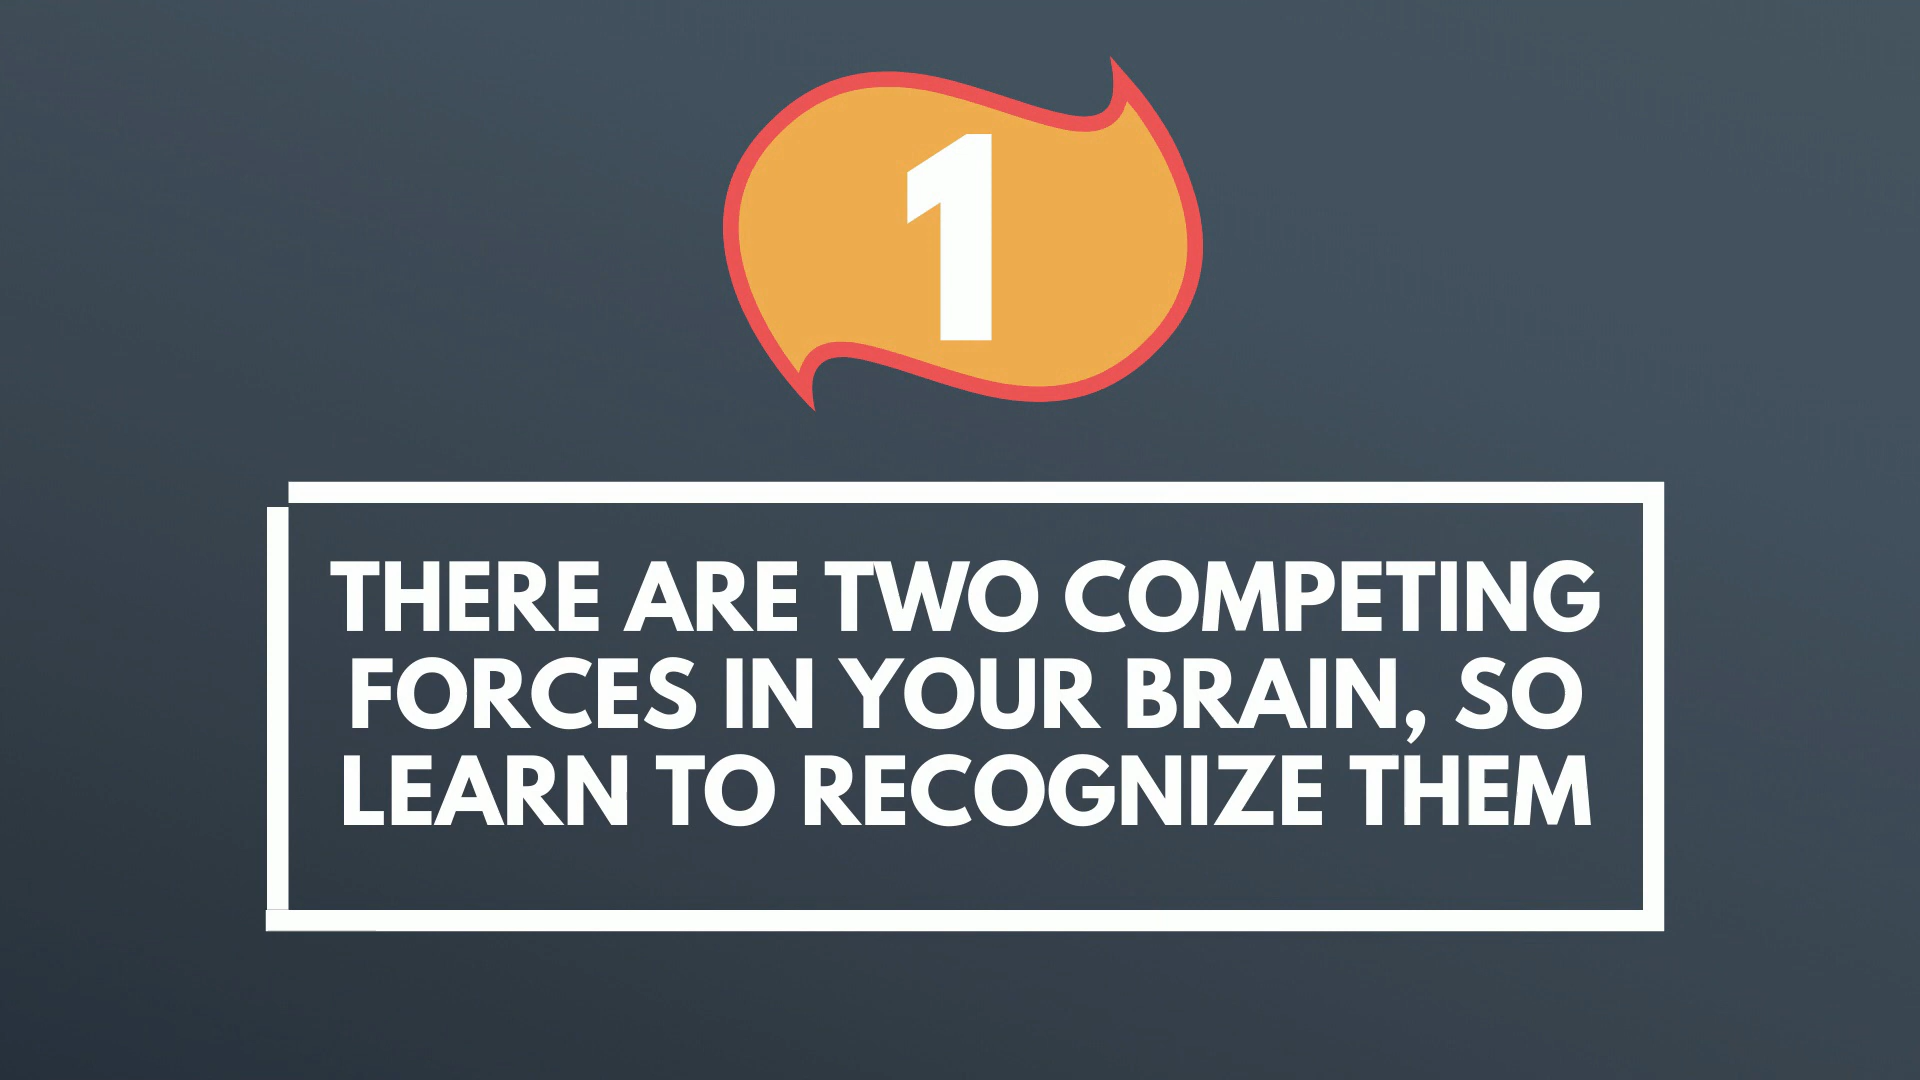 1
THERE ARE TWO COMPETING
FORCES IN YOUR BRAIN, SO
LEARN TO RECOGNIZE THEM